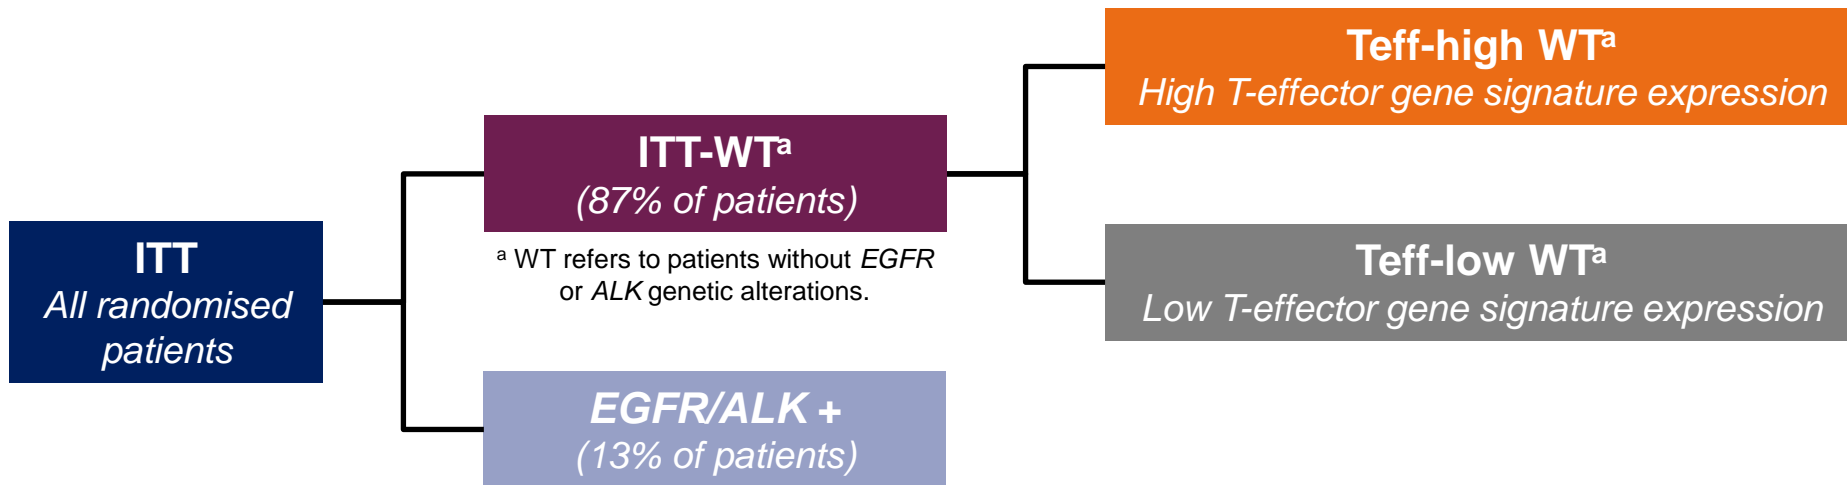 ITT
All randomised
patients
ITT-WTª
(87% of patients)
ª WT refers to patients without EGFR
or ALK genetic alterations.
EGFR/ALK +
(13% of patients)
Teff-high WTª
High T-effector gene signature expression
Teff-low WTª
Low T-effector gene signature expression